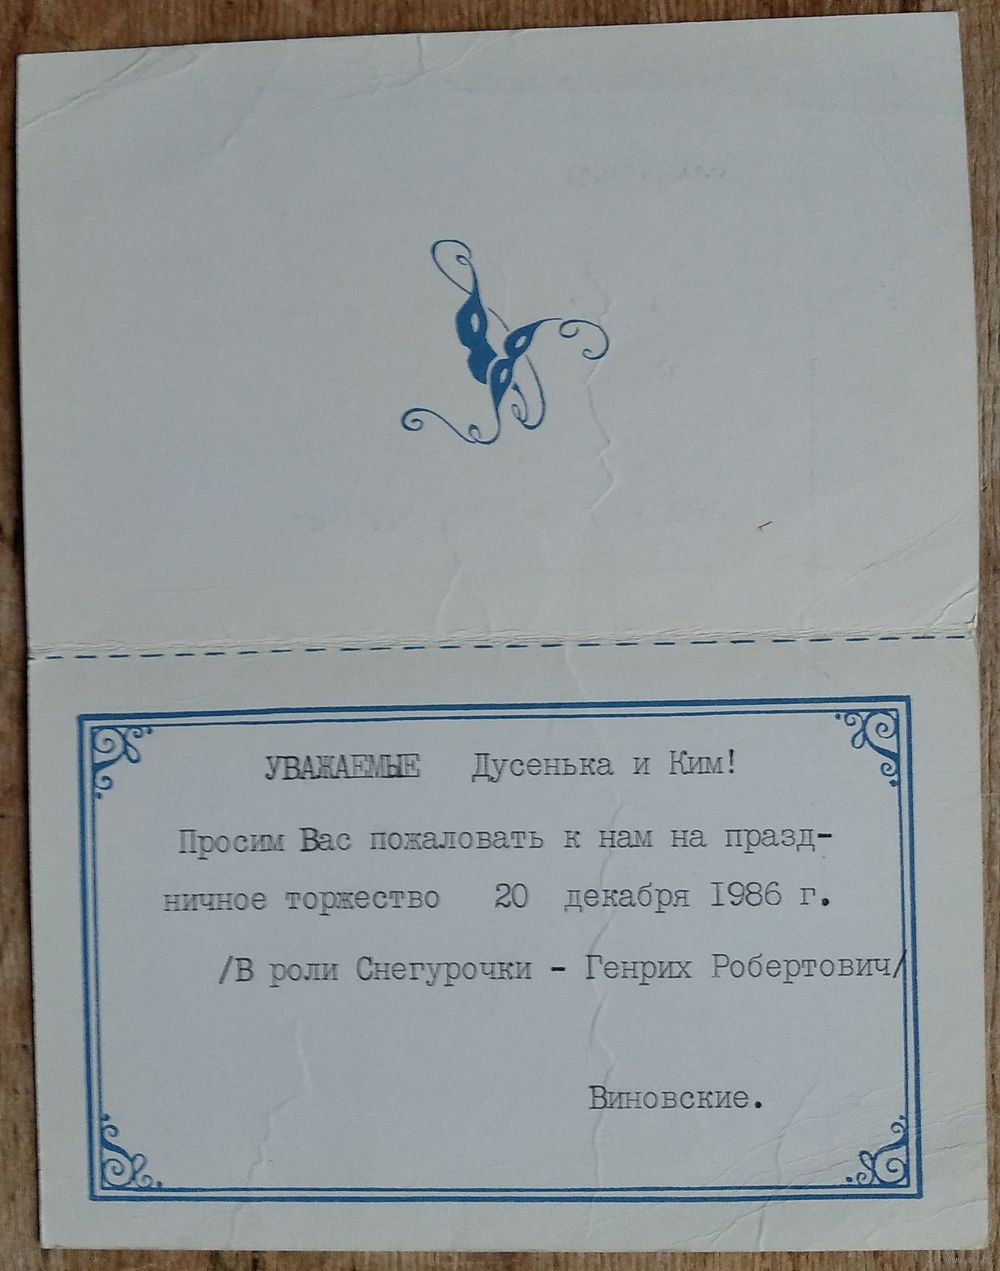 УВАЖАЕМЫЕ Дусенька и Ким!
Просим Вас пожаловать к нам на празд-
ничное торжество 20 декабря 1986 г.
/В роли Снегурочки - Генрих Робертович/
Виновские.